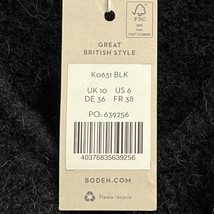 FSC
GREAT
BRITISH STYLE
K0631 BLK
UK 10 US 6
DE 36 FR 38
PO: 639256
40376835639256
BODEN.COM
Please recycle